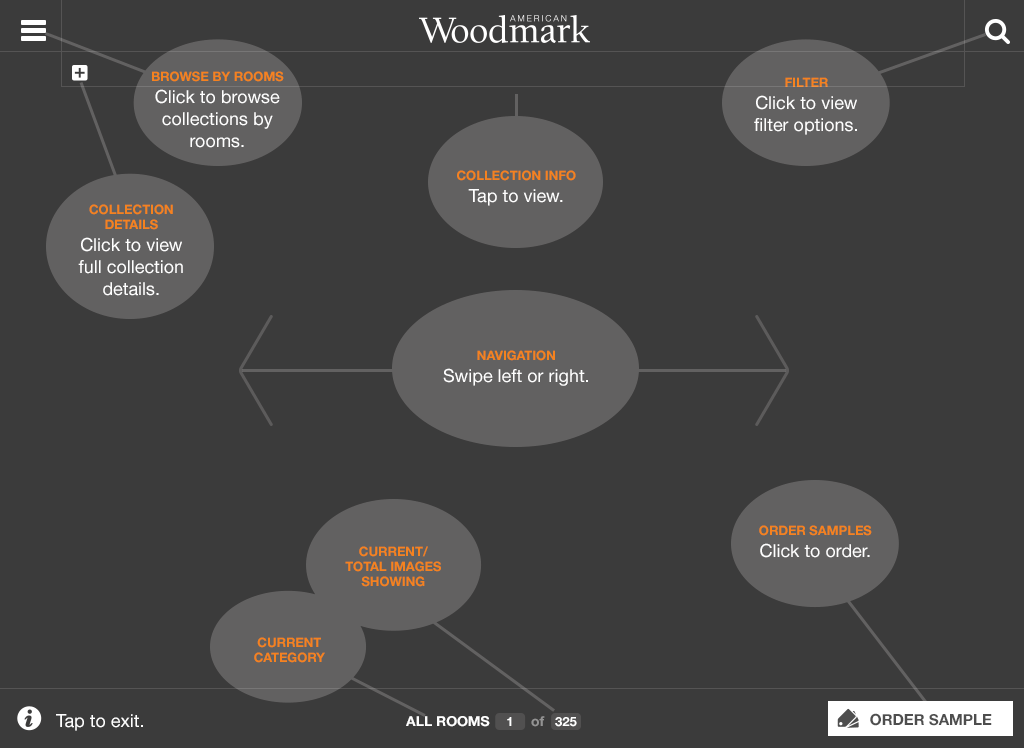 AMERICAN
Woodmark
BROWSE BY ROOMS
Click to browse
collections by
rooms.
FILTER
Click to view
filter options.
COLLECTION INFO
Tap to view.
COLLECTION
DETAILS
Click to view
full collection
details.
NAVIGATION
Swipe left or right.
ORDER SAMPLES
Click to order.
CURRENT/
TOTAL IMAGES
SHOWING
CURRENT
CATEGORY
Tap to exit.
ALL ROOMS 1 of 325
ORDER SAMPLE